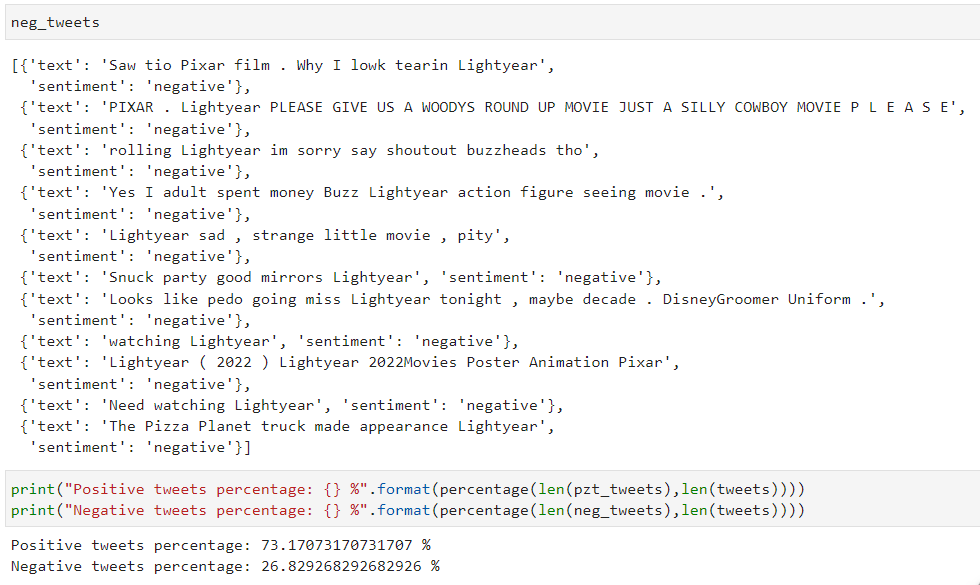 neg_tweets
[{'text': 'Saw tio Pixar film . Why I lowk tearin Lightyear',
'sentiment': 'negative'},
{'text': 'PIXAR . Lightyear PLEASE GIVE US A WOODYS ROUND UP MOVIE JUST A SILLY COWBOY MOVIE P L E A S E',
'sentiment': 'negative'},
{'text': 'rolling Lightyear im sorry say shoutout buzzheads tho',
'sentiment': 'negative'},
{'text': 'Yes I adult spent money Buzz Lightyear action figure seeing movie .',
'sentiment': 'negative'},
{'text': 'Lightyear sad , strange little movie , pity',
'sentiment': 'negative'},
{'text': 'Snuck party good mirrors Lightyear', 'sentiment': 'negative'},
{'text': 'Looks like pedo going miss Lightyear tonight , maybe decade . DisneyGroomer Uniform .',
'sentiment': 'negative'},
{'text': 'watching Lightyear', 'sentiment': 'negative'},
{'text': 'Lightyear ( 2022 ) Lightyear 2022Movies Poster Animation Pixar',
'sentiment': 'negative'},
{'text': 'Need watching Lightyear', 'sentiment': 'negative'},
{'text': 'The Pizza Planet truck made appearance Lightyear',
'sentiment': 'negative'}]
print("Positive tweets percentage: {} %".format(percentage(len(pzt_tweets),len(tweets))))
print("Negative tweets percentage: {} %".format(percentage(len(neg_tweets),len(tweets))))
Positive tweets percentage: 73.17073170731707 %
Negative tweets percentage: 26.829268292682926 %